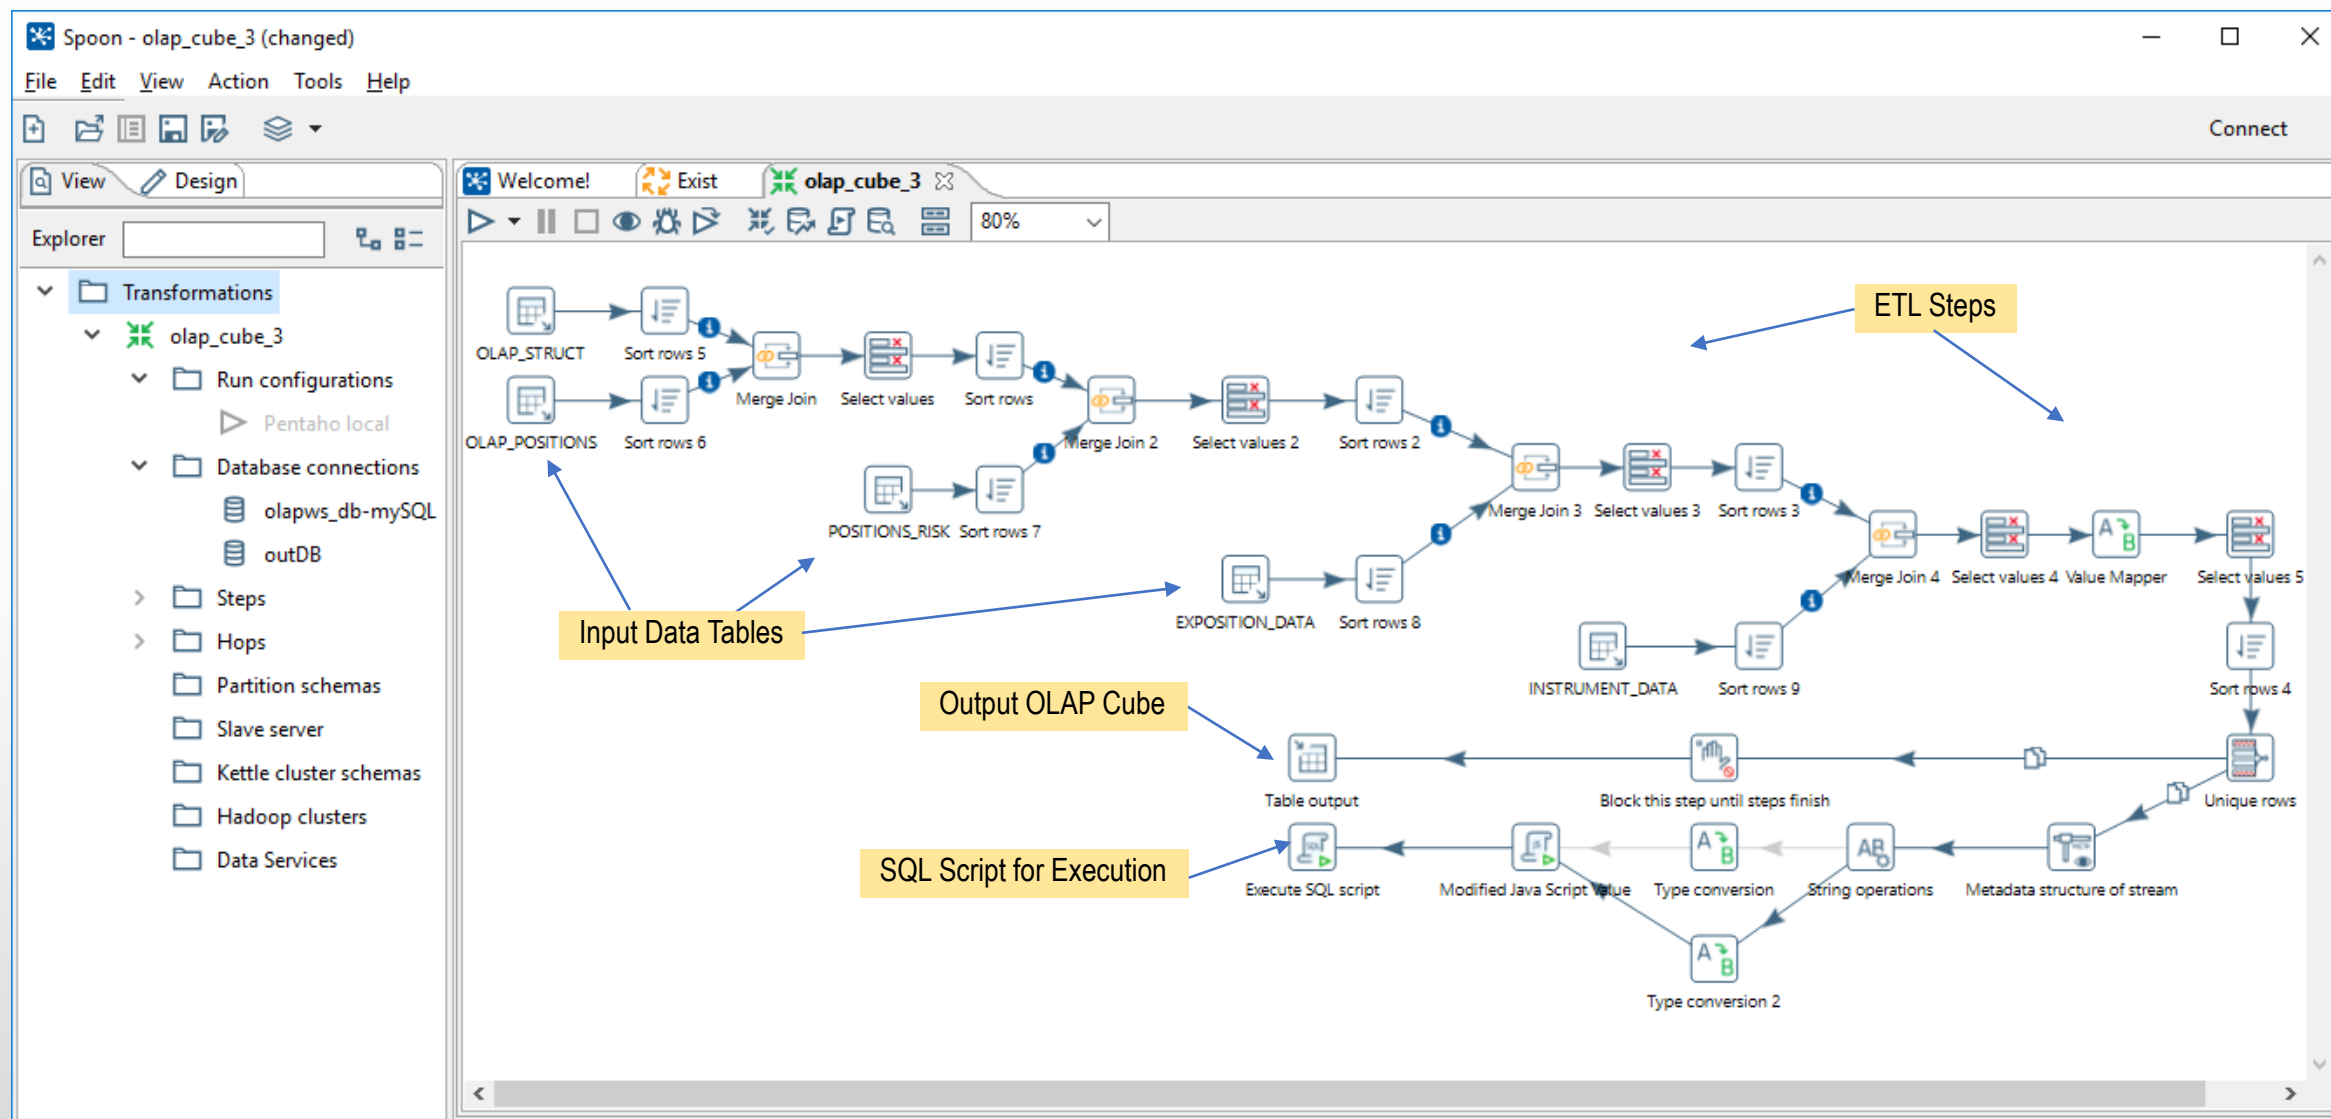 Spoon - olap_cube_3 (changed)
File Edit View Action Tools Help
Connect
View Design
Welcome! Exist olap_cube_3
Explorer
80%
Transformations
olap_cube_3
Run configurations
Pentaho local
Database connections
olapws_db-mySQL
outDB
Steps
Hops
Partition schemas
Slave server
Kettle cluster schemas
Hadoop clusters
Data Services
ETL Steps
OLAP_STRUCT Sort rows 5
Merge Join Select values Sort rows
OLAP_POSITIONS Sort rows 6
Merge Join 2 Select values 2 Sort rows 2
POSITIONS_RISK Sort rows 7
Merge Join 3 Select values 3 Sort rows 3
Merge Join 4 Select values 4 Value Mapper Select values 5
EXPOSITION_DATA Sort rows 8
Input Data Tables
INSTRUMENT_DATA Sort rows 9 Sort rows 4
Output OLAP Cube
Table output Block this step until steps finish Unique rows
SQL Script for Execution
Execute SQL script Modified Java Script Value Type conversion String operations Metadata structure of stream
Type conversion 2